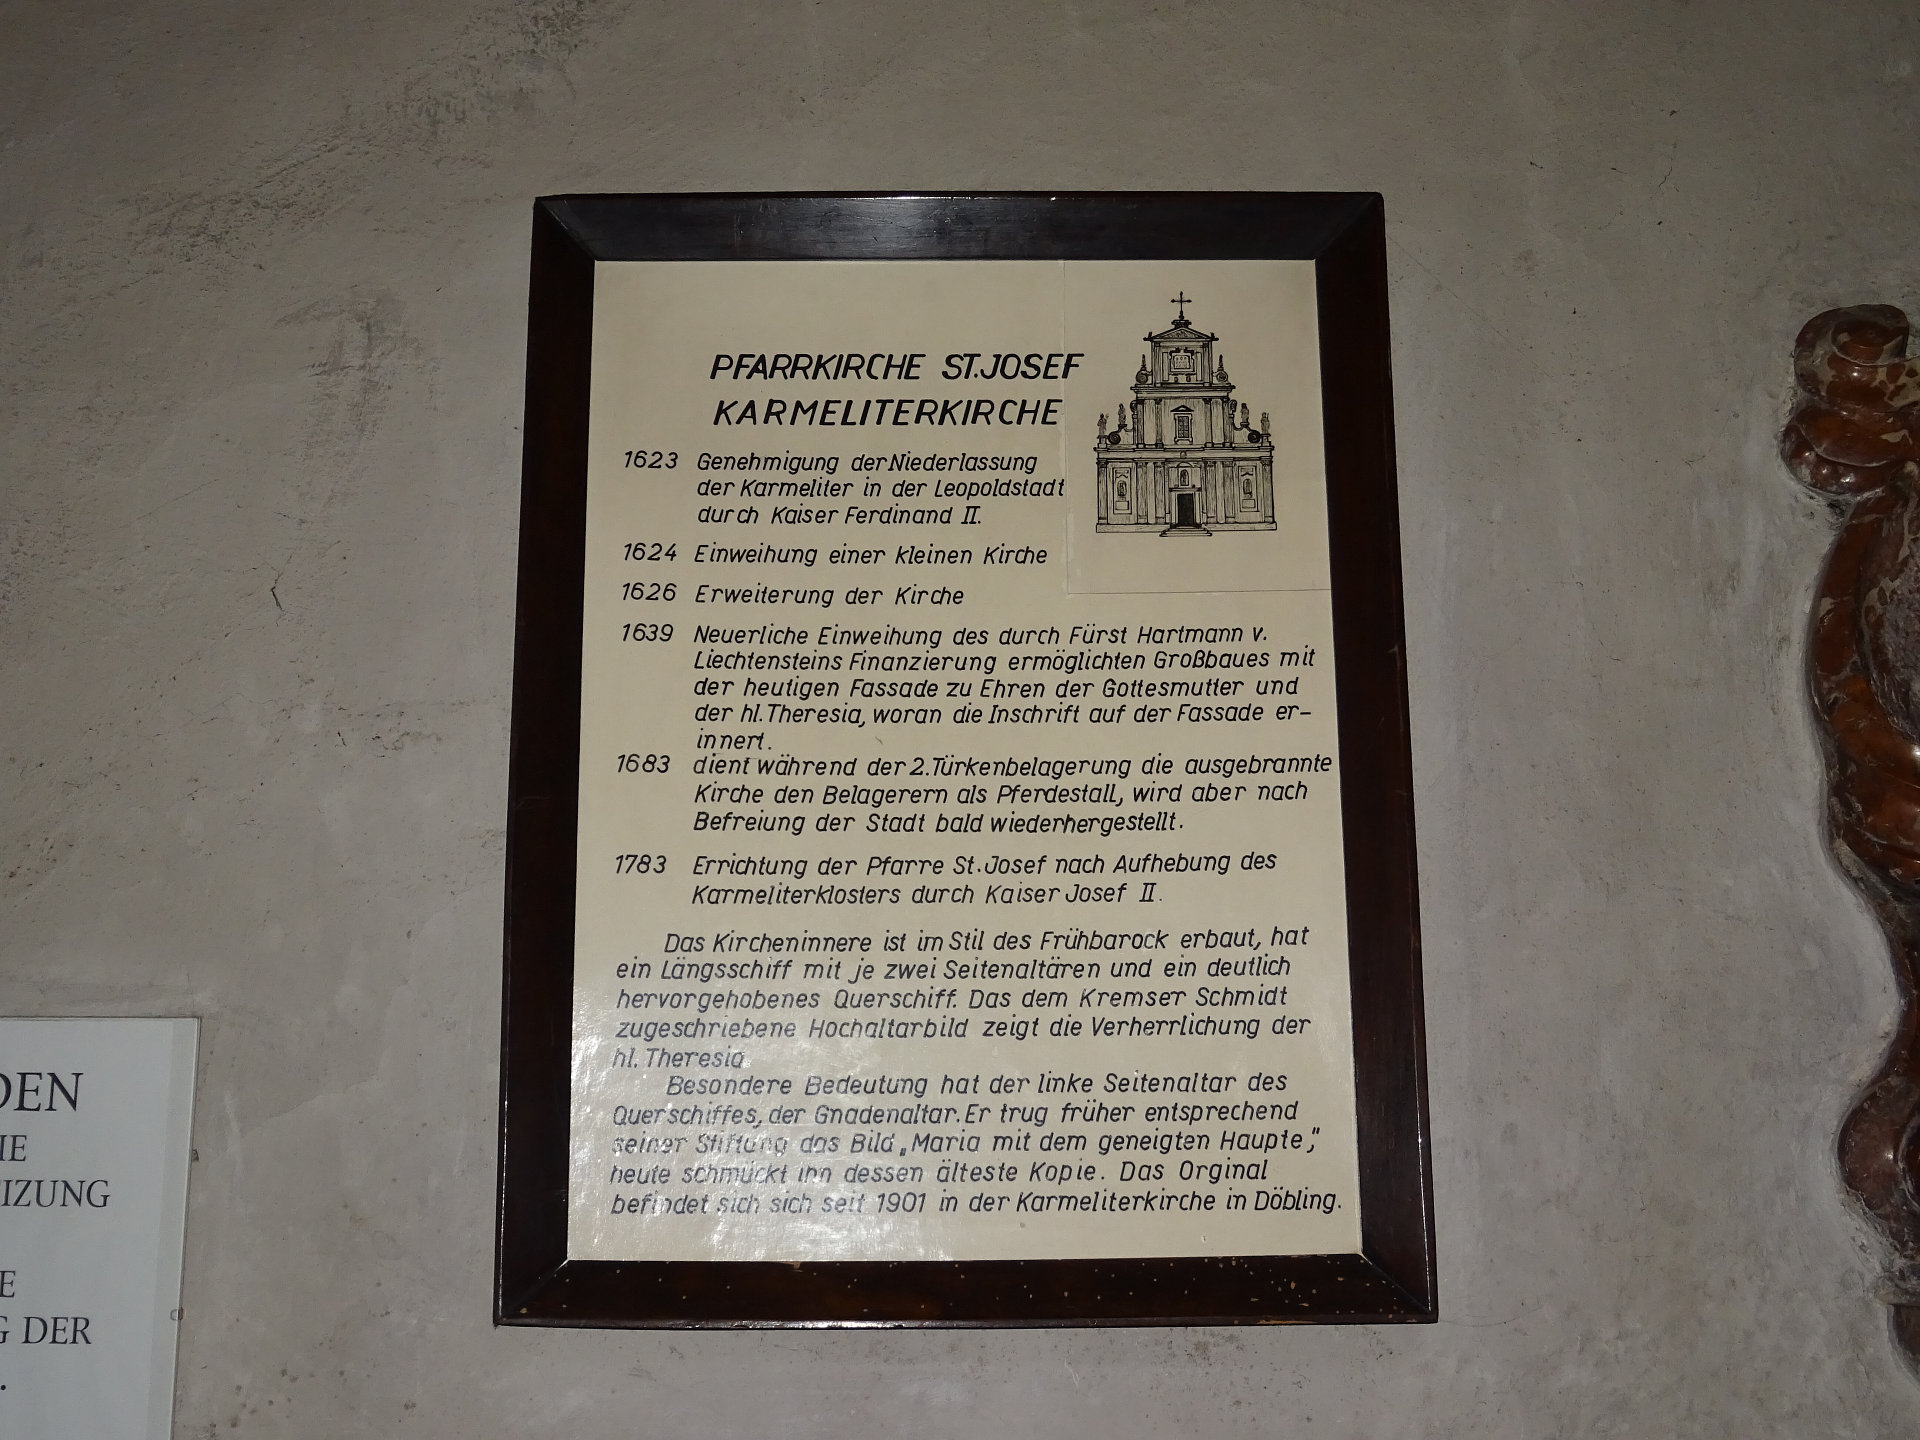 PFARRKIRCHE ST. JOSEF
KARMELITERKIRCHE
1623 Genehmigung der Niederlassung
der Karmeliter in der Leopoldstadt
durch Kaiser Ferdinand II.
1624 Einweihung einer kleinen Kirche
1626 Erweiterung der Kirche
1639 Neuerliche Einweihung des durch Fürst Hartmann v.
Liechtensteins Finanzierung ermöglichten Großbaues mit
der heutigen Fassade zu Ehren der Gottesmutter und
der hl. Theresia, woran die Inschrift auf der Fassade er-
innert.
1683 dient während der 2. Türkenbelagerung die ausgebrannte
Kirche den Belagerern als Pferdestall, wird aber nach
Befreiung der Stadt bald wiederhergestellt.
1783 Errichtung der Pfarre St. Josef nach Aufhebung des
Karmeliterklosters durch Kaiser Josef II.
Das Kircheninnere ist im Stil des Frühbarock erbaut, hat
ein Längsschiff mit je zwei Seitenaltären und ein deutlich
hervorgehobenes Querschiff. Das dem Kremser Schmidt
zugeschriebene Hochaltarbild zeigt die Verherrlichung der
hl. Theresia
Besondere Bedeutung hat der linke Seitenaltar des
Querschiffes, der Gnadenaltar. Er trug früher entsprechend
seiner Stiftung das Bild „Maria mit dem geneigten Haupte,"
heute schmückt ihn dessen älteste Kopie. Das Orginal
befindet sich sich seit 1901 in der Karmeliterkirche in Döbling.
DEN
IE
IZUNG
E
G DER
.